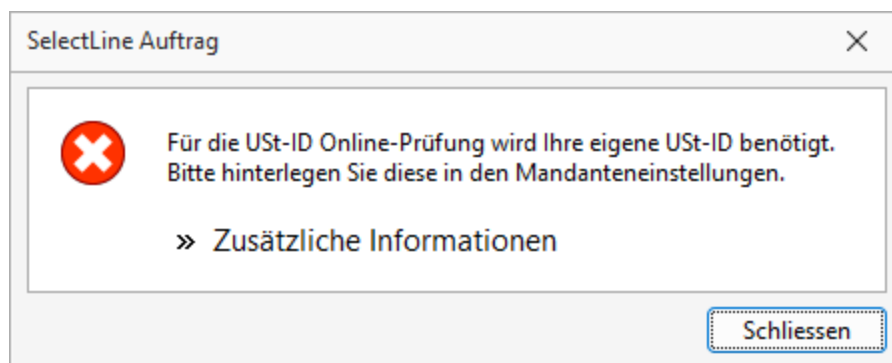 SelectLine Auftrag
Für die USt-ID Online-Prüfung wird Ihre eigene USt-ID benötigt.
Bitte hinterlegen Sie diese in den Mandanteneinstellungen.
» Zusätzliche Informationen
Schliessen